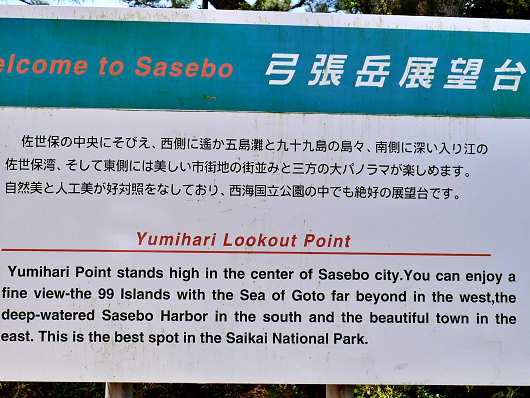 elcome to Sasebo 弓張岳展望台
佐世保の中央にそびえ、西側に遙か五島灘と九十九島の島々、南側に深い入り江の
佐世保湾、そして東側には美しい市街地の街並みと三方の大パノラマが楽しめます。
自然美と人工美が好対照をなしており、西海国立公園の中でも絶好の展望台です。
Yumihari Lookout Point
Yumihari Point stands high in the center of Sasebo city.You can enjoy a
fine view-the 99 Islands with the Sea of Goto far beyond in the west,the
deep-watered Sasebo Harbor in the south and the beautiful town in the
east. This is the best spot in the Saikai National Park.